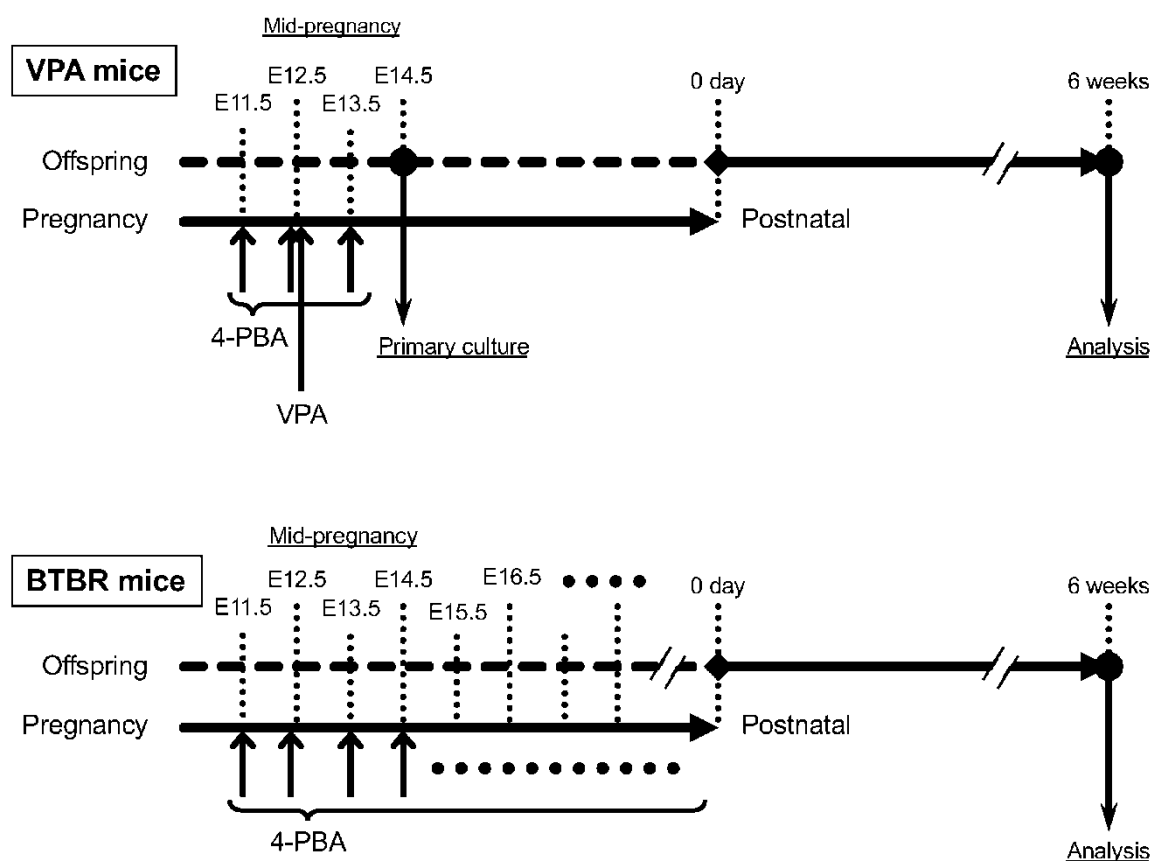 Mid-pregnancy
VPA mice
E11.5
E12.5
E13.5
E14.5
0 day
6 weeks
Offspring
Pregnancy
Postnatal
4-PBA
VPA
Primary culture
Analysis
Mid-pregnancy
BTBR mice
E11.5
E12.5
E13.5
E14.5
E15.5
E16.5
0 day
6 weeks
Offspring
Pregnancy
Postnatal
4-PBA
Analysis